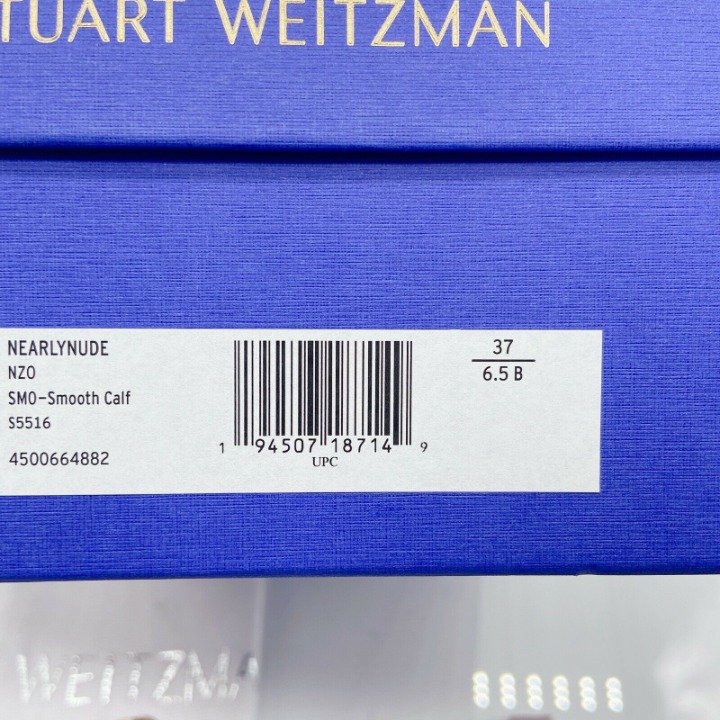 TUART WEITZMAN
NEARLYNUDE
NZO
SMO-Smooth Calf
S5516
4500664882
1 94507 18714 9
UPC
37
6.5 B
WEITZMA